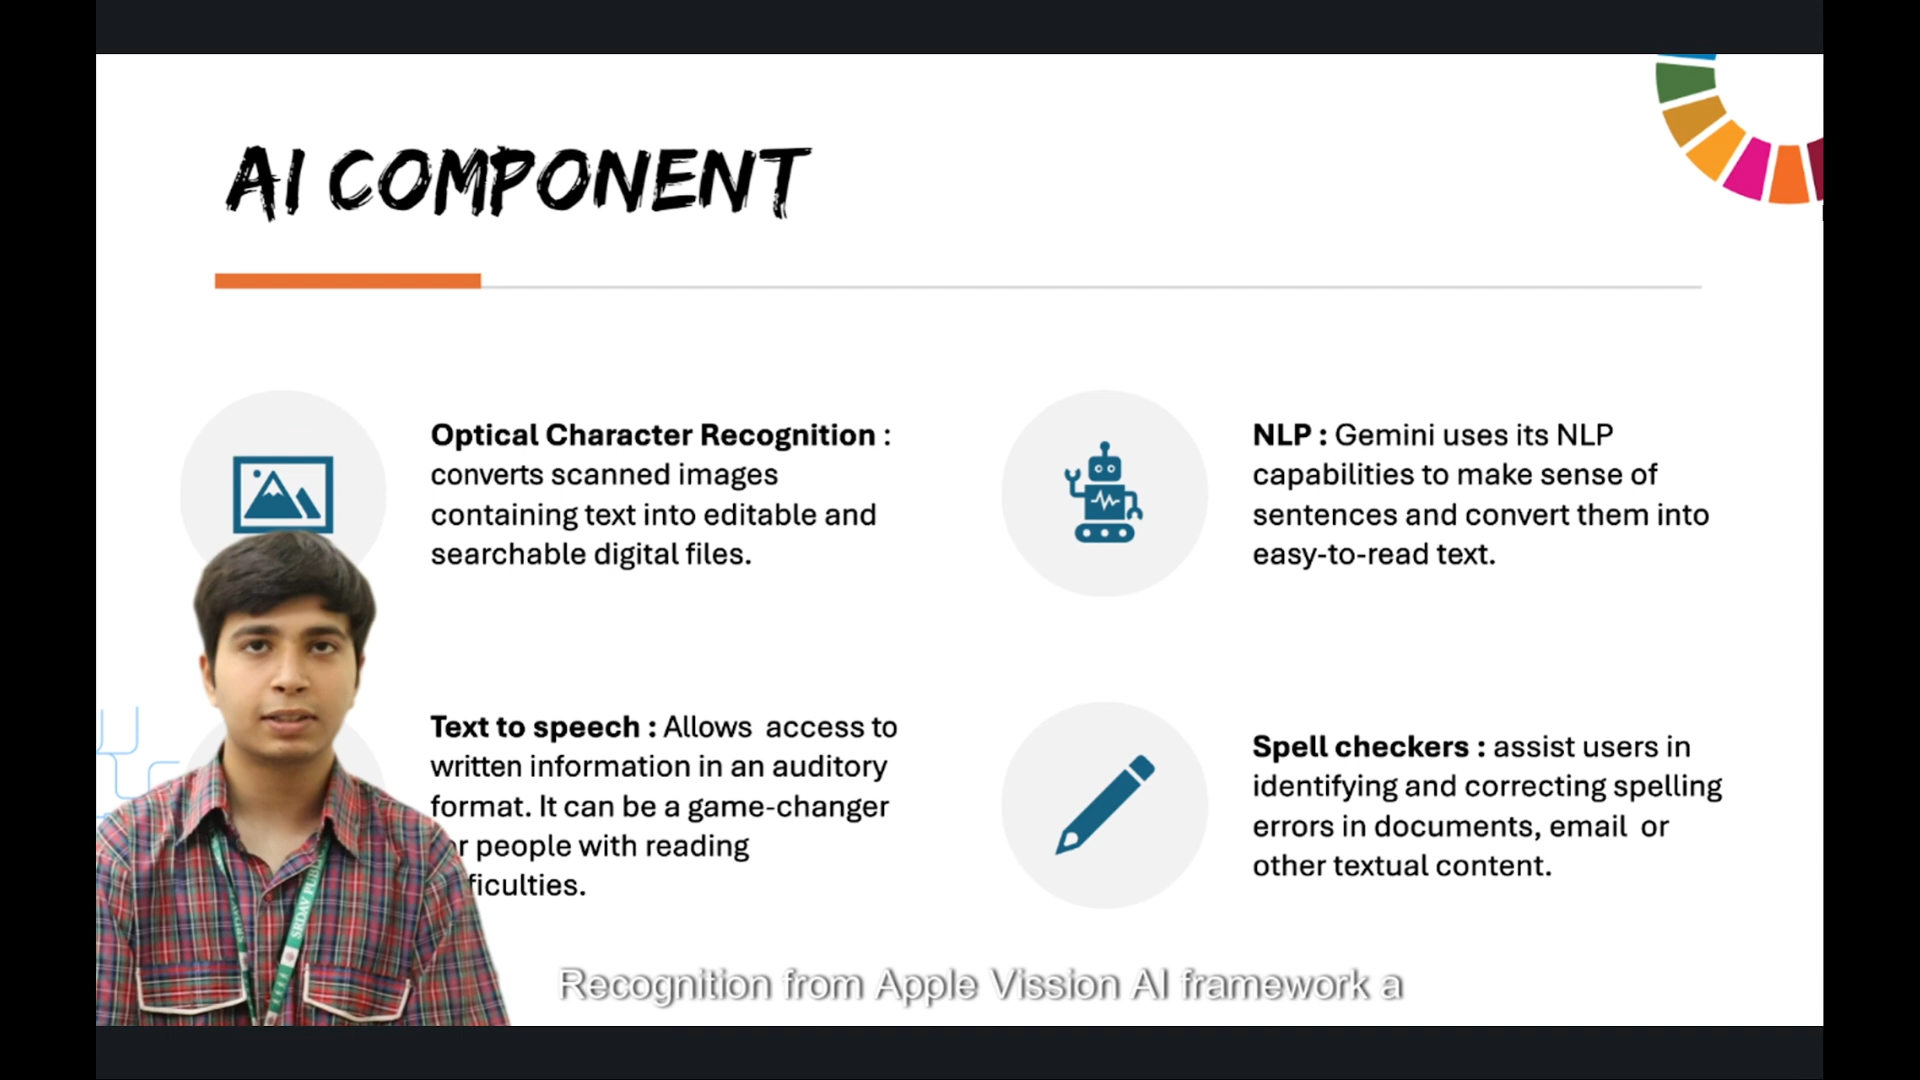 AI COMPONENT
Optical Character Recognition :
converts scanned images
containing text into editable and
searchable digital files.
NLP : Gemini uses its NLP
capabilities to make sense of
sentences and convert them into
easy-to-read text.
Text to speech : Allows access to
written information in an auditory
format. It can be a game-changer
people with reading
Spell checkers : assist users in
identifying and correcting spelling
errors in documents, email or
other textual content.
SRDAV PUBL
Recognition from Apple Vission AI framework a